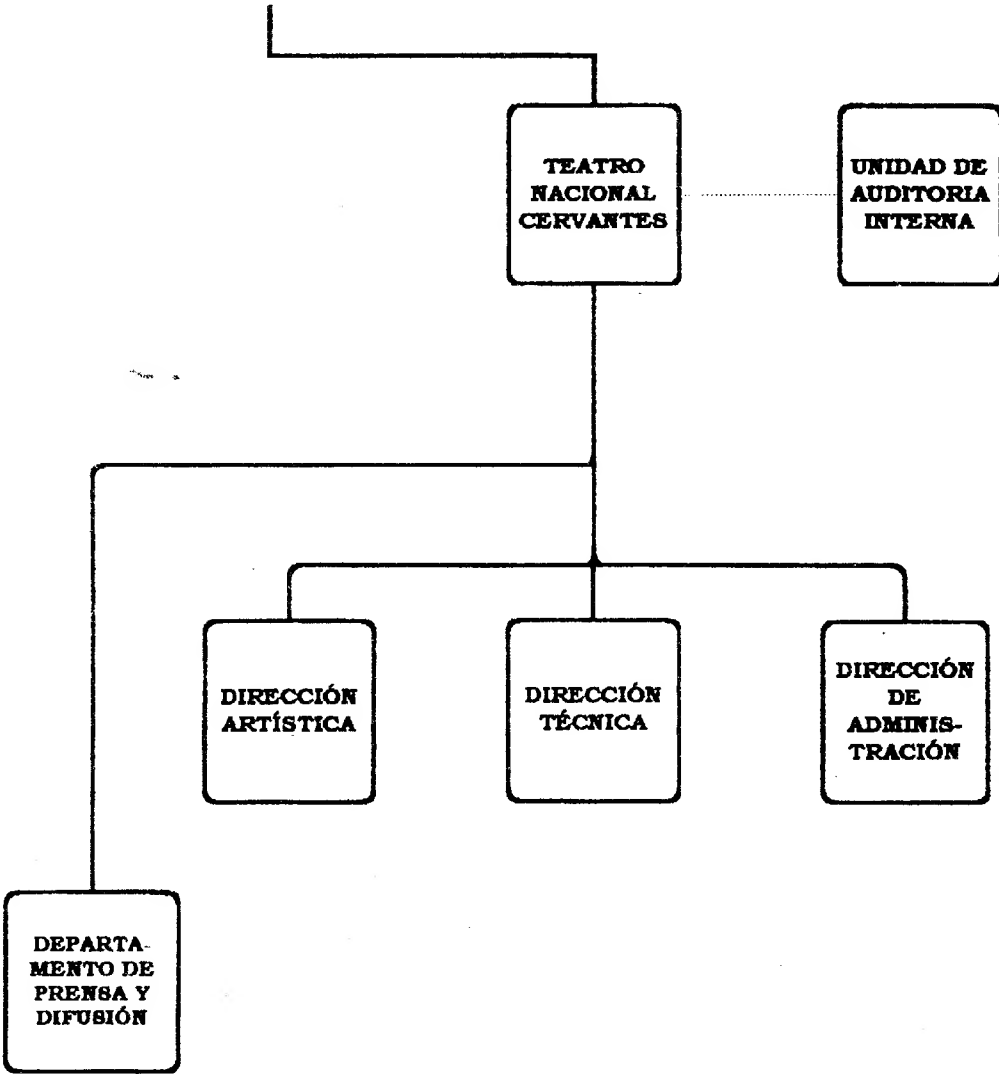 TEATRO
NACIONAL
CERVANTES
UNIDAD DE
AUDITORIA
INTERNA
DIRECCIÓN
ARTÍSTICA
DIRECCIÓN
TÉCNICA
DIRECCIÓN
DE
ADMINIS-
TRACIÓN
DEPARTA-
MENTO DE
PRENSA Y
DIFUSIÓN